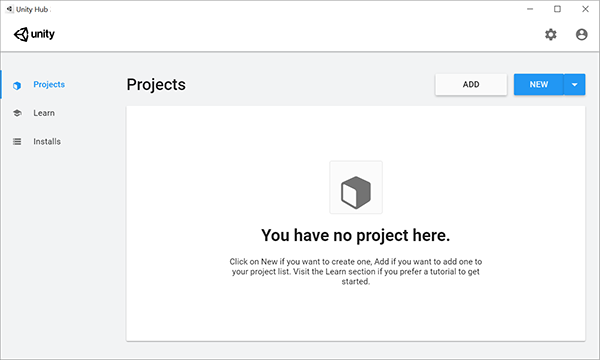 Unity Hub
unity
Projects
Learn
Installs
Projects
ADD
NEW
You have no project here.
Click on New if you want to create one, Add if you want to add one to
your project list. Visit the Learn section if you prefer a tutorial to get
started.